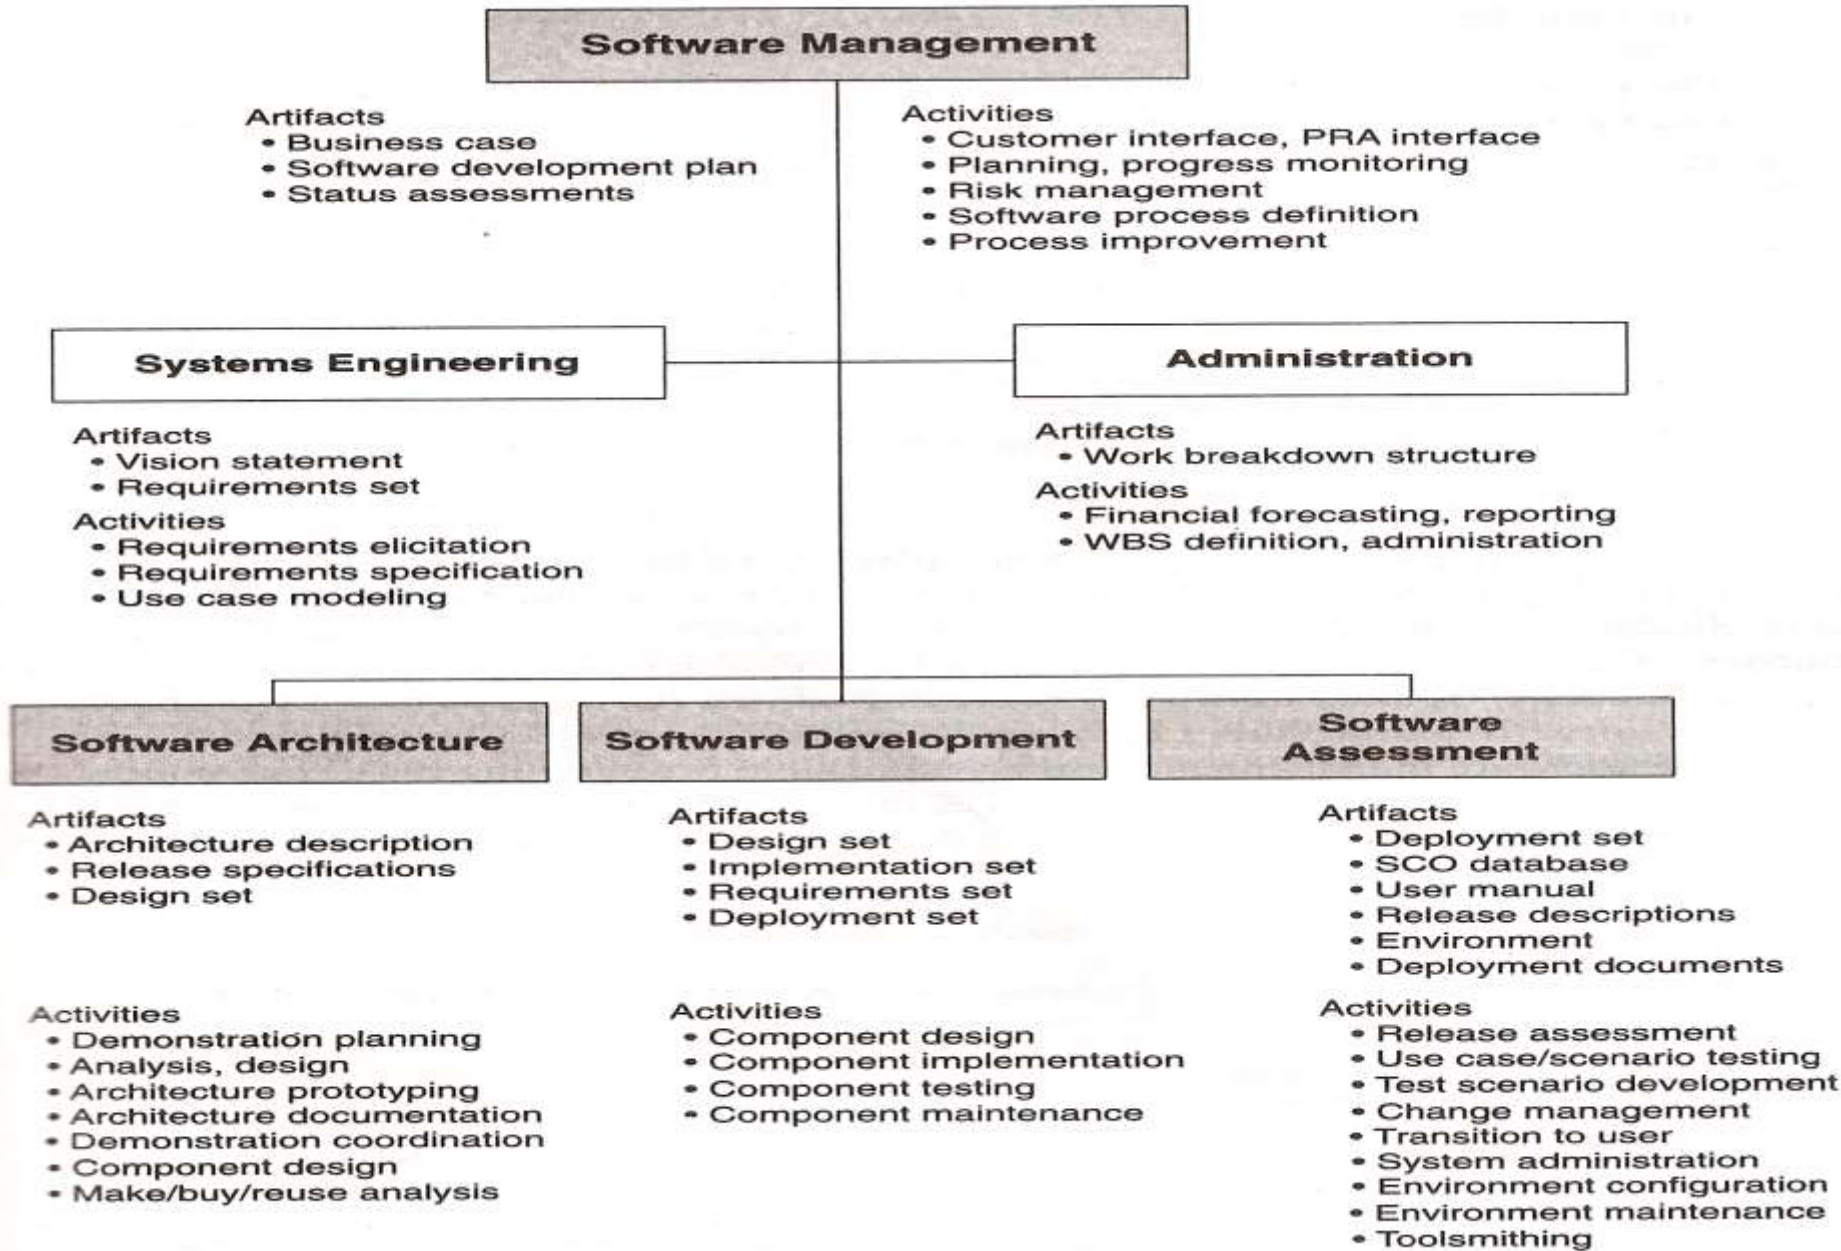 Software Management
Artifacts
• Business case
• Software development plan
• Status assessments
Activities
• Customer interface, PRA interface
• Planning, progress monitoring
• Risk management
• Software process definition
• Process improvement
Systems Engineering
Artifacts
• Vision statement
• Requirements set
Activities
• Requirements elicitation
• Requirements specification
• Use case modeling
Administration
Artifacts
• Work breakdown structure
Activities
• Financial forecasting, reporting
• WBS definition, administration
Software Architecture
Artifacts
• Architecture description
• Release specifications
• Design set
Activities
• Demonstration planning
• Analysis, design
• Architecture prototyping
• Architecture documentation
• Demonstration coordination
• Component design
• Make/buy/reuse analysis
Software Development
Artifacts
• Design set
• Implementation set
• Requirements set
• Deployment set
Activities
• Component design
• Component implementation
• Component testing
• Component maintenance
Software
Assessment
Artifacts
• Deployment set
• SCO database
• User manual
• Release descriptions
• Environment
• Deployment documents
Activities
• Release assessment
• Use case/scenario testing
• Test scenario development
• Change management
• Transition to user
• System administration
• Environment configuration
• Environment maintenance
• Toolsmithing